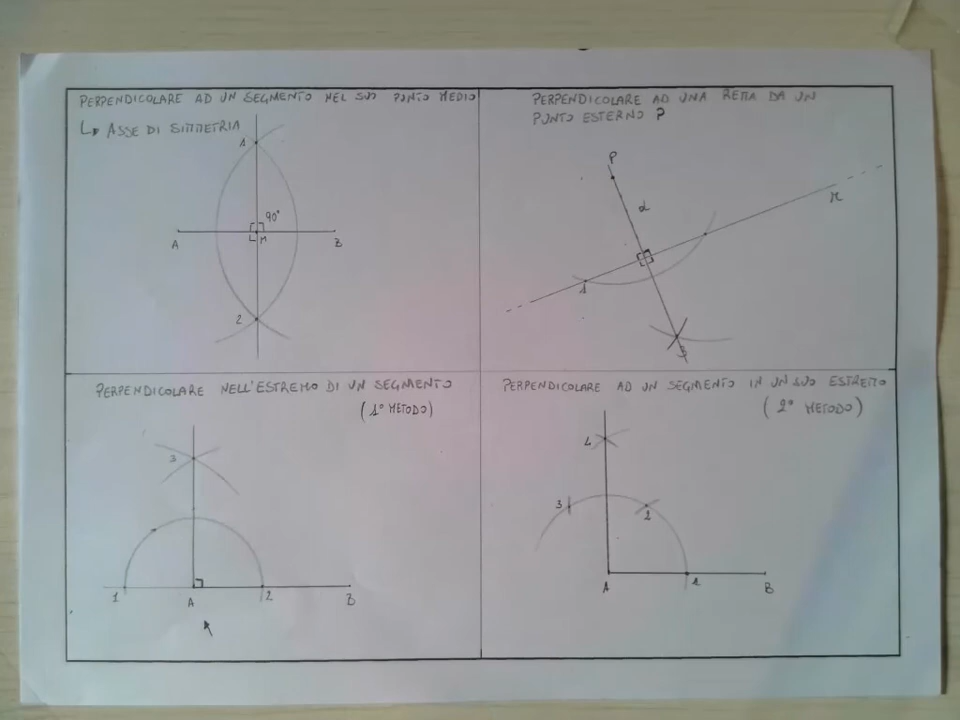 PERPENDICOLARE AD UN SEGMENTO NEL SUO PUNTO MEDIO
ASSE DI SIMMETRIA
1
90°
A
M
B
2
PERPENDICOLARE AD UNA RETTA DA UN
PUNTO ESTERNO P
P
d
r
1
3
PERPENDICOLARE NELL'ESTREMO DI UN SEGMENTO
(1° METODO)
3
1
A
2
B
PERPENDICOLARE AD UN SEGMENTO IN UN SUO ESTREMO
(2° METODO)
4
3
2
A
1
B